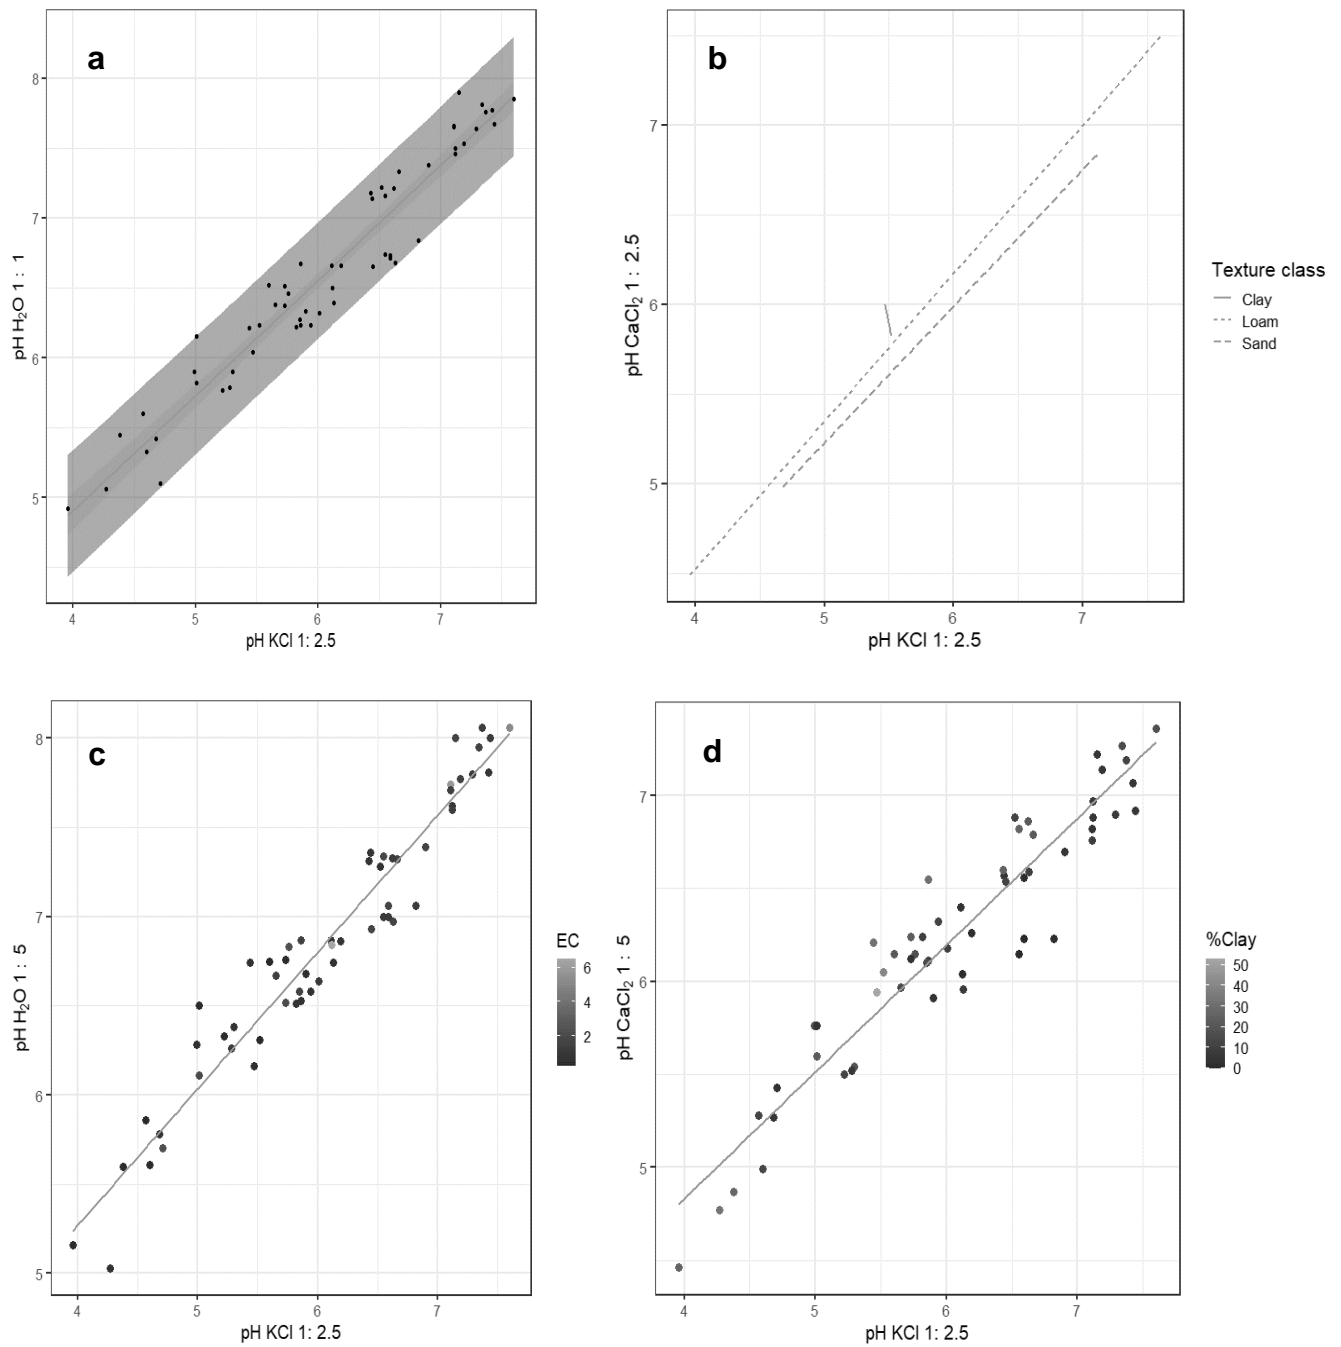 a
8
7
6
5
pH H₂O 1 : 1
4 5 6 7
pH KCl 1: 2.5
b
7
6
5
pH CaCl₂ 1 : 2.5
4 5 6 7
pH KCl 1: 2.5
Texture class
Clay
Loam
Sand
c
8
7
6
5
pH H₂O 1 : 5
4 5 6 7
pH KCl 1: 2.5
EC
6
4
2
d
7
6
5
pH CaCl₂ 1 : 5
4 5 6 7
pH KCl 1: 2.5
%Clay
50
40
30
20
10
0